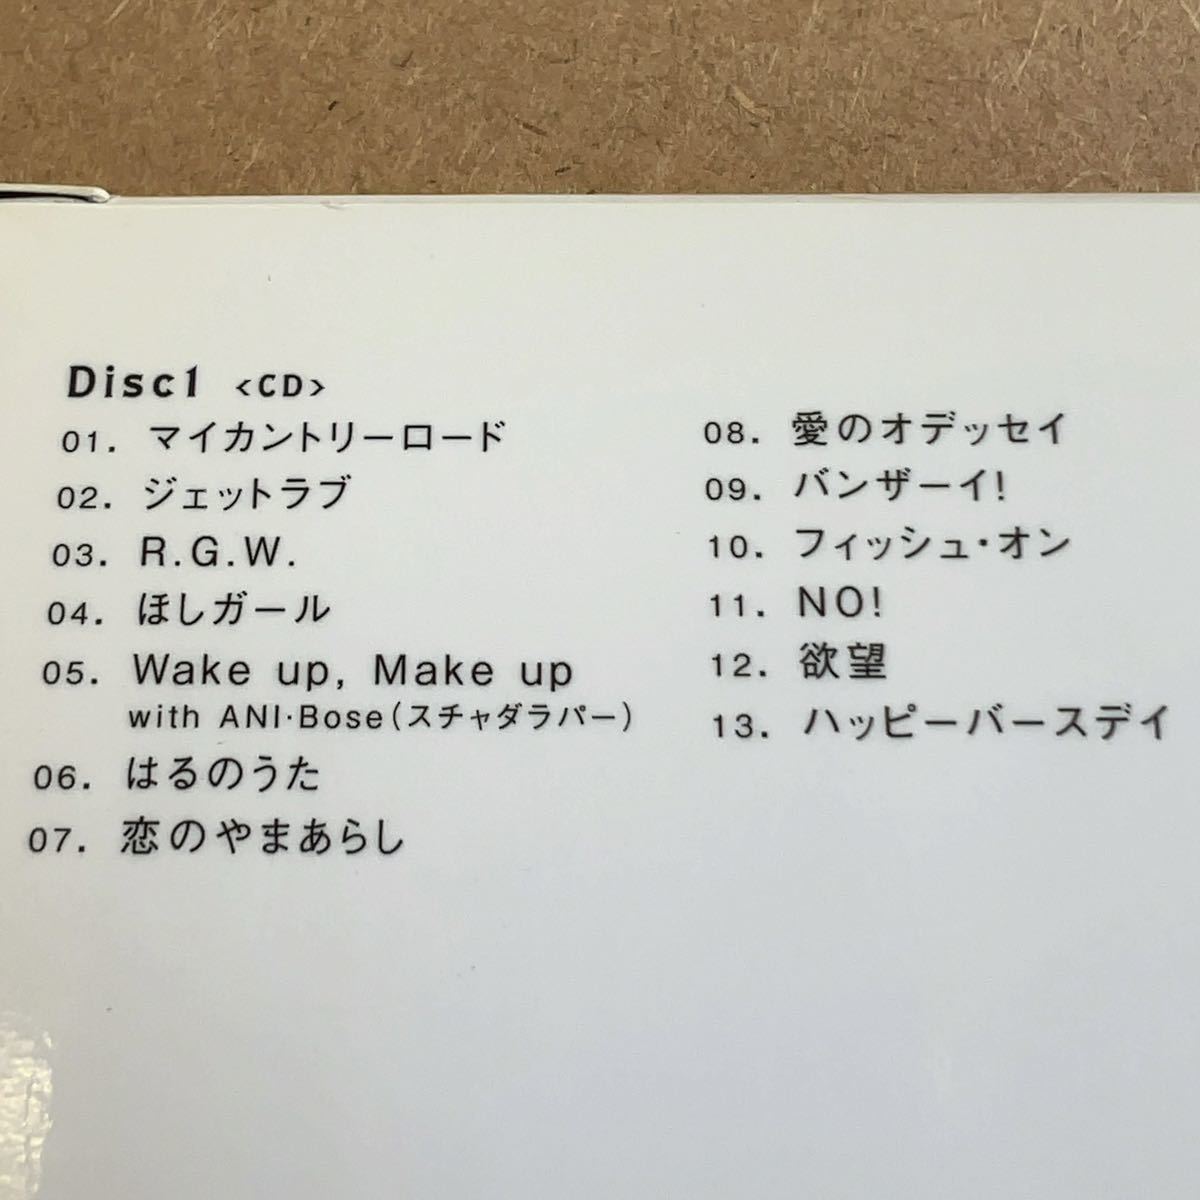 Disc1 <CD>
01. マイカントリーロード
02. ジェットラブ
03. R.G.W.
04. ほしガール
05. Wake up, Make up
with ANI・Bose(スチャダラパー)
06. はるのうた
07. 恋のやまあらし
08. 愛のオデッセイ
09. バンザーイ!
10. フィッシュ・オン
11. NO!
12. 欲望
13. ハッピーバースデイ